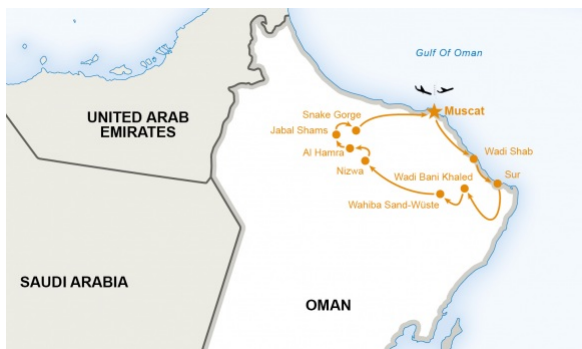 Gulf Of Oman
UNITED ARAB
EMIRATES
Snake Gorge
Muscat
Jabal Shams
Al Hamra
Wadi Shab
Nizwa
Wadi Bani Khaled
Sur
Wahiba Sand-Wüste
SAUDI ARABIA
OMAN